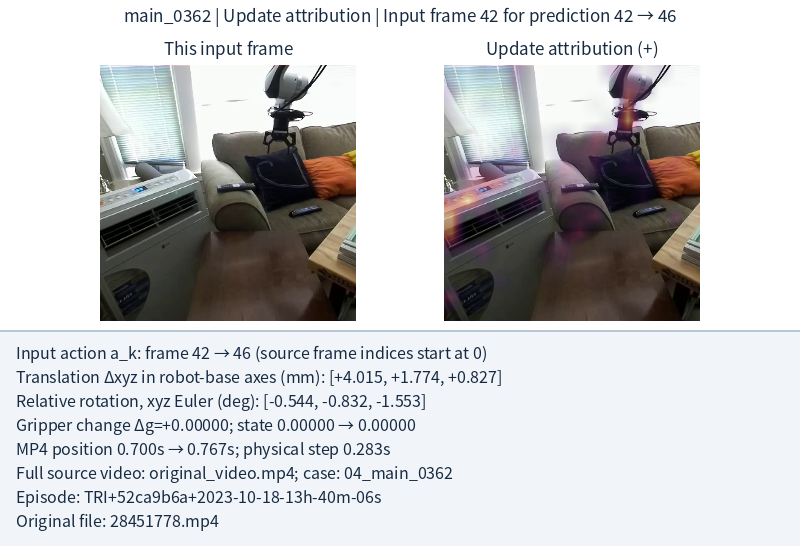 main_0362 | Update attribution | Input frame 42 for prediction 42 → 46
This input frame
Update attribution (+)
Input action a_k: frame 42 → 46 (source frame indices start at 0)
Translation Δxyz in robot-base axes (mm): [+4.015, +1.774, +0.827]
Relative rotation, xyz Euler (deg): [-0.544, -0.832, -1.553]
Gripper change Δg=+0.00000; state 0.00000 → 0.00000
MP4 position 0.700s → 0.767s; physical step 0.283s
Full source video: original_video.mp4; case: 04_main_0362
Episode: TRI+52ca9b6a+2023-10-18-13h-40m-06s
Original file: 28451778.mp4